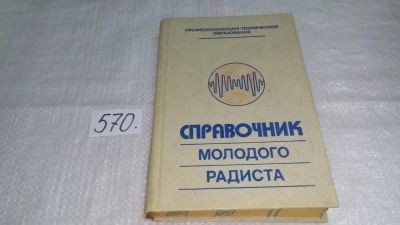 ПРОФЕССИОНАЛЬНО-ТЕХНИЧЕСКОЕ
ОБРАЗОВАНИЕ
СПРАВОЧНИК
МОЛОДОГО
РАДИСТА
570.